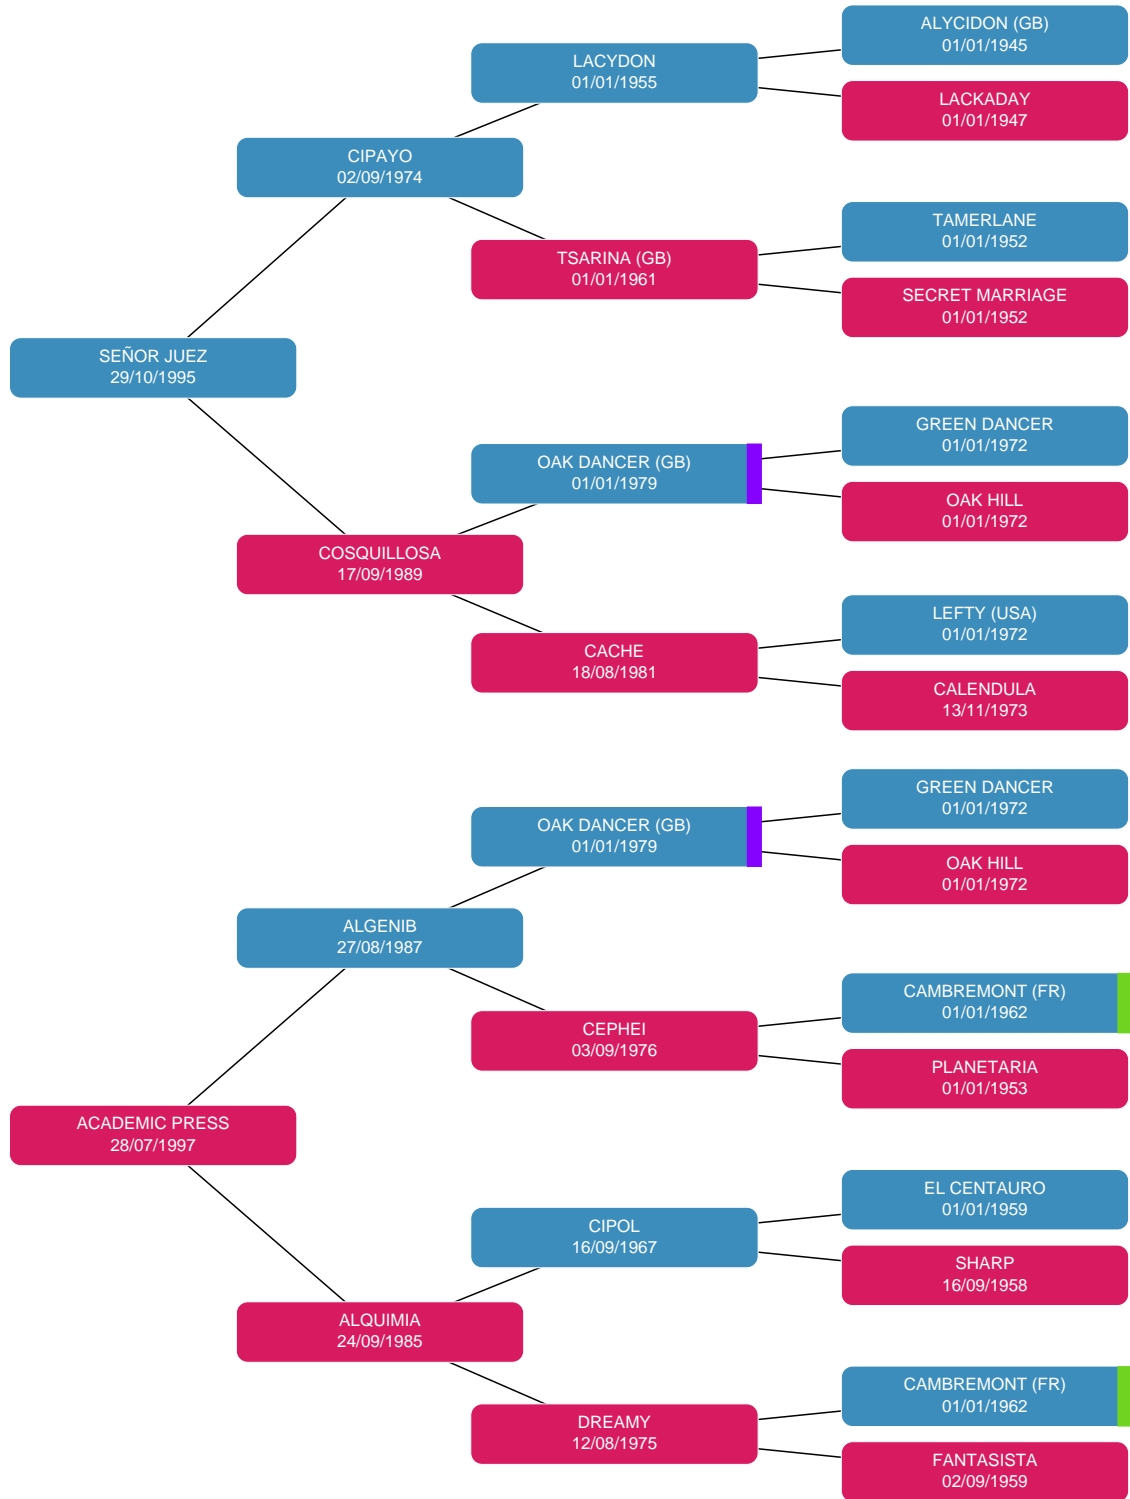 ALYCIDON (GB)
01/01/1945
LACYDON
01/01/1955
LACKADAY
01/01/1947
CIPAYO
02/09/1974
TAMERLANE
01/01/1952
TSARINA (GB)
01/01/1961
SECRET MARRIAGE
01/01/1952
SEÑOR JUEZ
29/10/1995
GREEN DANCER
01/01/1972
OAK DANCER (GB)
01/01/1979
OAK HILL
01/01/1972
COSQUILLOSA
17/09/1989
LEFTY (USA)
01/01/1972
CACHE
18/08/1981
CALENDULA
13/11/1973
GREEN DANCER
01/01/1972
OAK DANCER (GB)
01/01/1979
OAK HILL
01/01/1972
ALGENIB
27/08/1987
CAMBREMONT (FR)
01/01/1962
CEPHEI
03/09/1976
PLANETARIA
01/01/1953
ACADEMIC PRESS
28/07/1997
EL CENTAURO
01/01/1959
CIPOL
16/09/1967
SHARP
16/09/1958
ALQUIMIA
24/09/1985
CAMBREMONT (FR)
01/01/1962
DREAMY
12/08/1975
FANTASISTA
02/09/1959